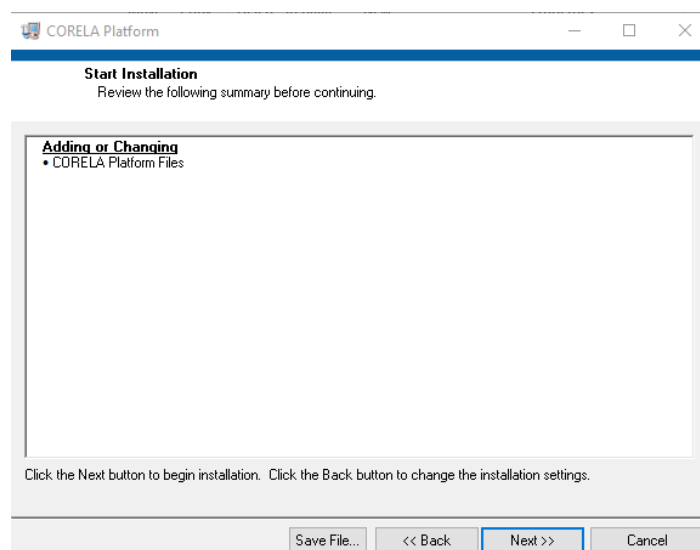 CORELA Platform
Start Installation
Review the following summary before continuing.
Adding or Changing
• CORELA Platform Files
Click the Next button to begin installation. Click the Back button to change the installation settings.
Save File... << Back Next >> Cancel